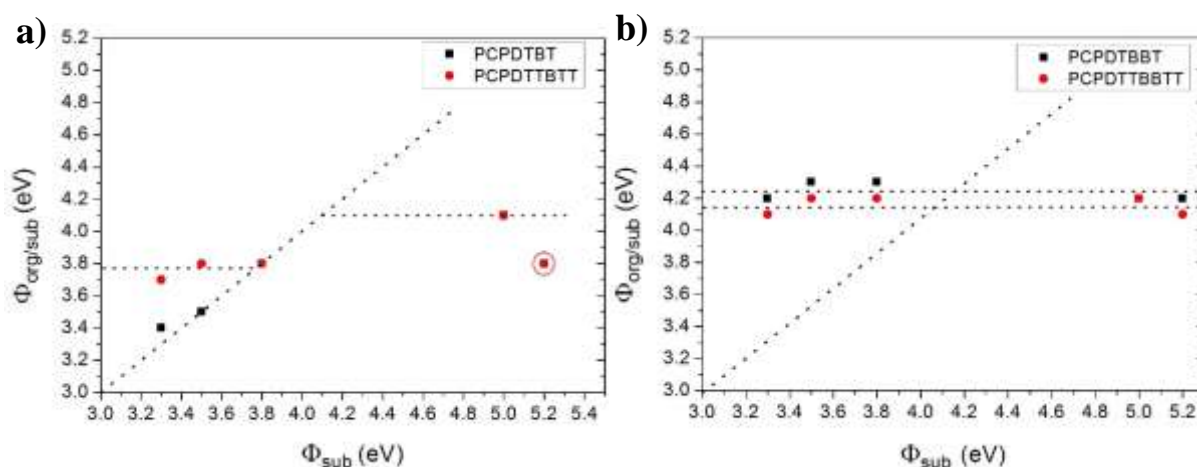 a)
PCPDTBT
PCPDTTBTT
5.2
5.0
4.8
4.6
4.4
4.2
4.0
3.8
3.6
3.4
3.2
3.0
Φorg/sub (eV)
3.0 3.2 3.4 3.6 3.8 4.0 4.2 4.4 4.6 4.8 5.0 5.2 5.4
Φsub (eV)
b)
PCPDTBBT
PCPDTTBBTT
5.2
5.0
4.8
4.6
4.4
4.2
4.0
3.8
3.6
3.4
3.2
3.0
Φorg/sub (eV)
3.0 3.2 3.4 3.6 3.8 4.0 4.2 4.4 4.6 4.8 5.0 5.2
Φsub (eV)